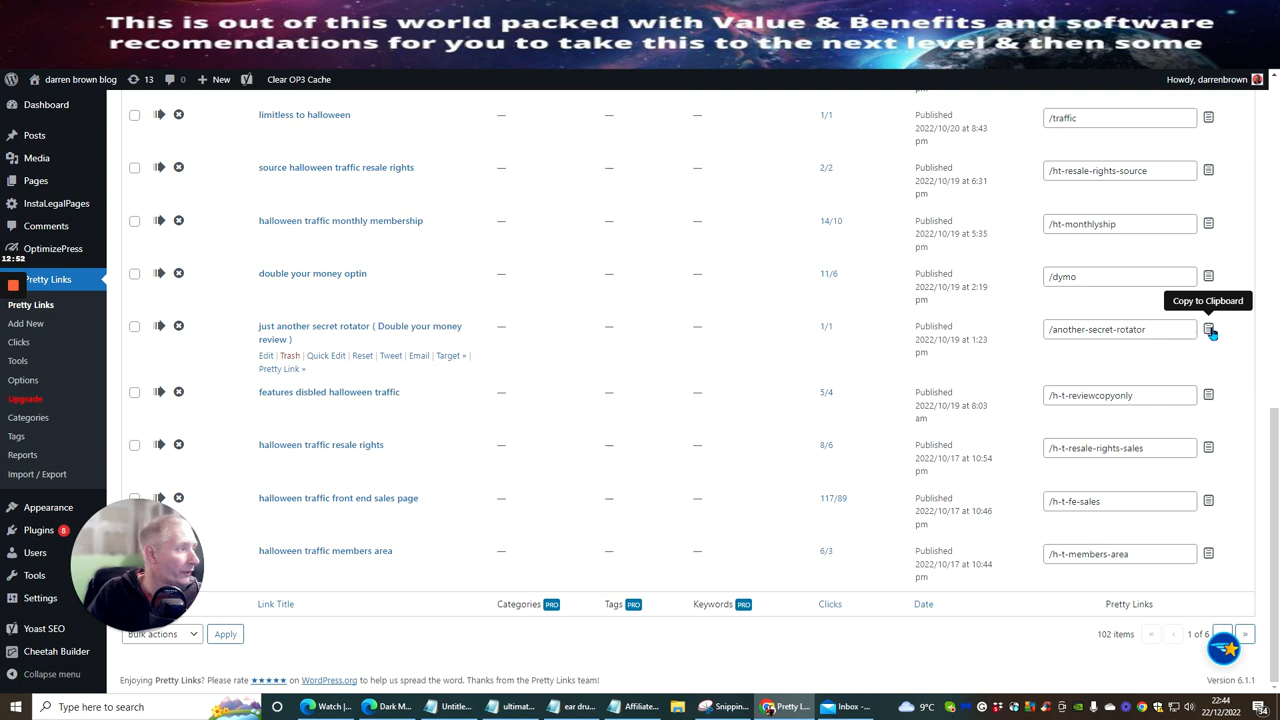 This is out of this world packed with Value & Benefits and software
recomendations for you to take this to the next level & then some
13
Clear OP3 Cache
Howdy, darrenbrown
Dashboard
Posts
Media
Pages
InstaLegalPages
Comments
OptimizePress
12:52
Pretty Links
Pretty Links
Add New
Clicks
Tools
Options
Upgrade
Categories
Tags
Reports
Import / Export
Appearance
Plugins 8
Users
Tools
Settings
Yoast SEO
Cheetah Builder
Collapse menu
pm
limitless to halloween
— — —
1/1
Published
2022/10/20 at 8:43
pm
/traffic
source halloween traffic resale rights
— — —
2/2
Published
2022/10/19 at 6:31
pm
/ht-resale-rights-source
halloween traffic monthly membership
— — —
14/10
Published
2022/10/19 at 5:35
pm
/ht-monthlyship
double your money optin
— — —
11/6
Published
2022/10/19 at 2:19
pm
/dymo
Copy to Clipboard
just another secret rotator ( Double your money
review )
Edit | Trash | Quick Edit | Reset | Tweet | Email | Target » |
Pretty Link »
— — —
1/1
Published
2022/10/19 at 1:23
pm
/another-secret-rotator
features disbled halloween traffic
— — —
5/4
Published
2022/10/19 at 8:03
am
/h-t-reviewcopyonly
halloween traffic resale rights
— — —
8/6
Published
2022/10/17 at 10:54
pm
/h-t-resale-rights-sales
halloween traffic front end sales page
— — —
117/89
Published
2022/10/17 at 10:46
pm
/h-t-fe-sales
halloween traffic members area
— — —
6/3
Published
2022/10/17 at 10:44
pm
/h-t-members-area
Link Title
Categories PRO
Tags PRO
Keywords PRO
Clicks
Date
Pretty Links
Bulk actions
Apply
102 items « ‹ 1 of 6 »
Enjoying Pretty Links? Please rate ★★★★★ on WordPress.org to help us spread the word. Thanks from the Pretty Links team!
Version 6.1.1
Type here to search
Watch |...
Dark M...
Untitle...
ultimat...
ear dru...
Affiliate...
Snippin...
Pretty L...
Inbox -...
9°C
22:44
22/12/2022